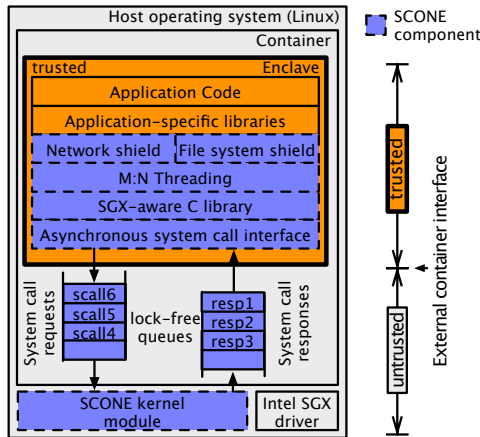 Host operating system (Linux)
SCONE
component
Container
trusted
Enclave
Application Code
Application-specific libraries
Network shield
File system shield
M:N Threading
SGX-aware C library
Asynchronous system call interface
trusted
External container interface
untrusted
System call
requests
scall6
scall5
scall4
lock-free
queues
resp1
resp2
resp3
System call
responses
SCONE kernel
module
Intel SGX
driver